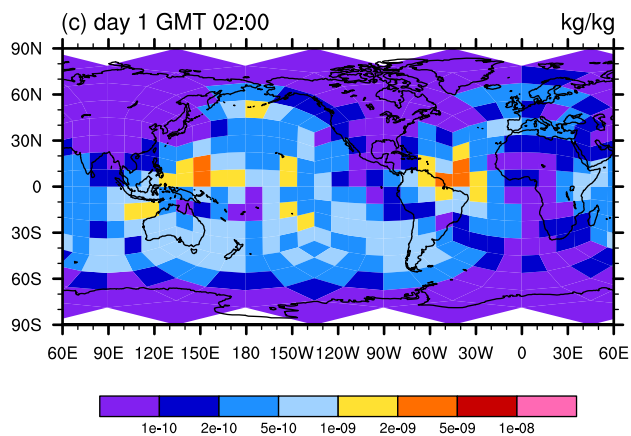 (c) day 1 GMT 02:00 kg/kg
90N
60N
30N
0
30S
60S
90S
60E 90E 120E 150E 180 150W 120W 90W 60W 30W 0 30E 60E
1e-10 2e-10 5e-10 1e-09 2e-09 5e-09 1e-08